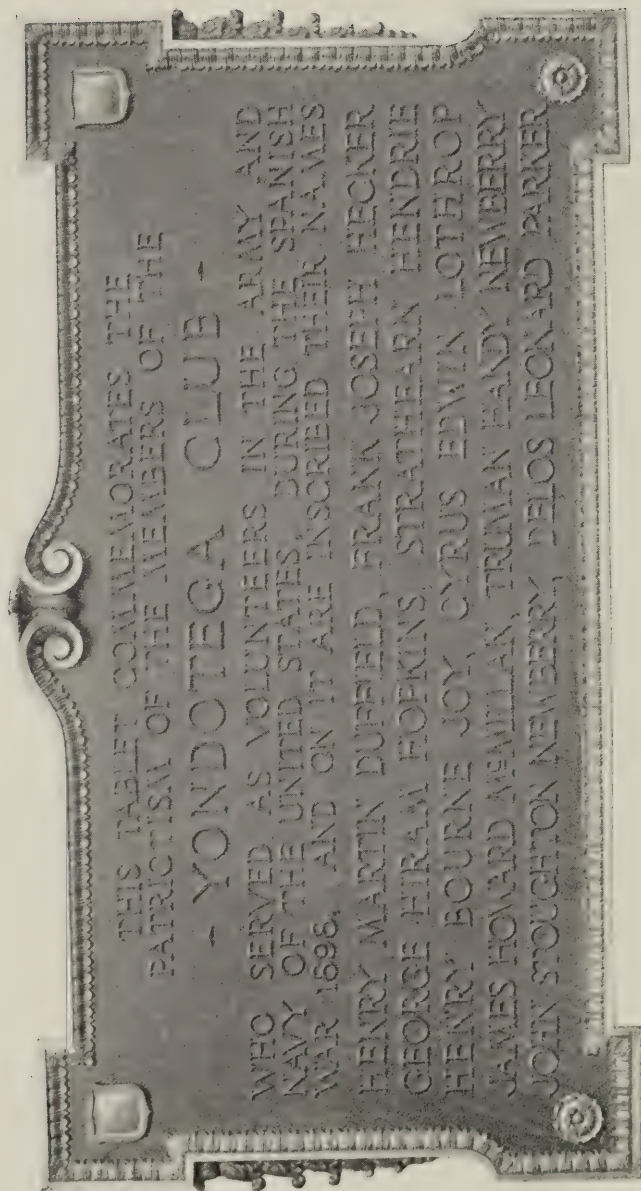 THIS TABLET COMMEMORATES THE
PATRIOTISM OF THE MEMBERS OF THE
- YONDOTEGA CLUB -
WHO SERVED AS VOLUNTEERS IN THE ARMY AND
NAVY OF THE UNITED STATES, DURING THE SPANISH
WAR 1898, AND ON IT ARE INSCRIBED THEIR NAMES
HENRY MARTIN DUFFIELD, FRANK JOSEPH HECKER
GEORGE HIRAM HOPKINS, STRATHEARN HENDRIE
HENRY BOURNE JOY, CYRUS EDWIN LOTHROP
JAMES HOWARD McMILLAN, TRUMAN HANDY NEWBERRY
JOHN STOUGHTON NEWBERRY, DELOS LEONARD PARKER